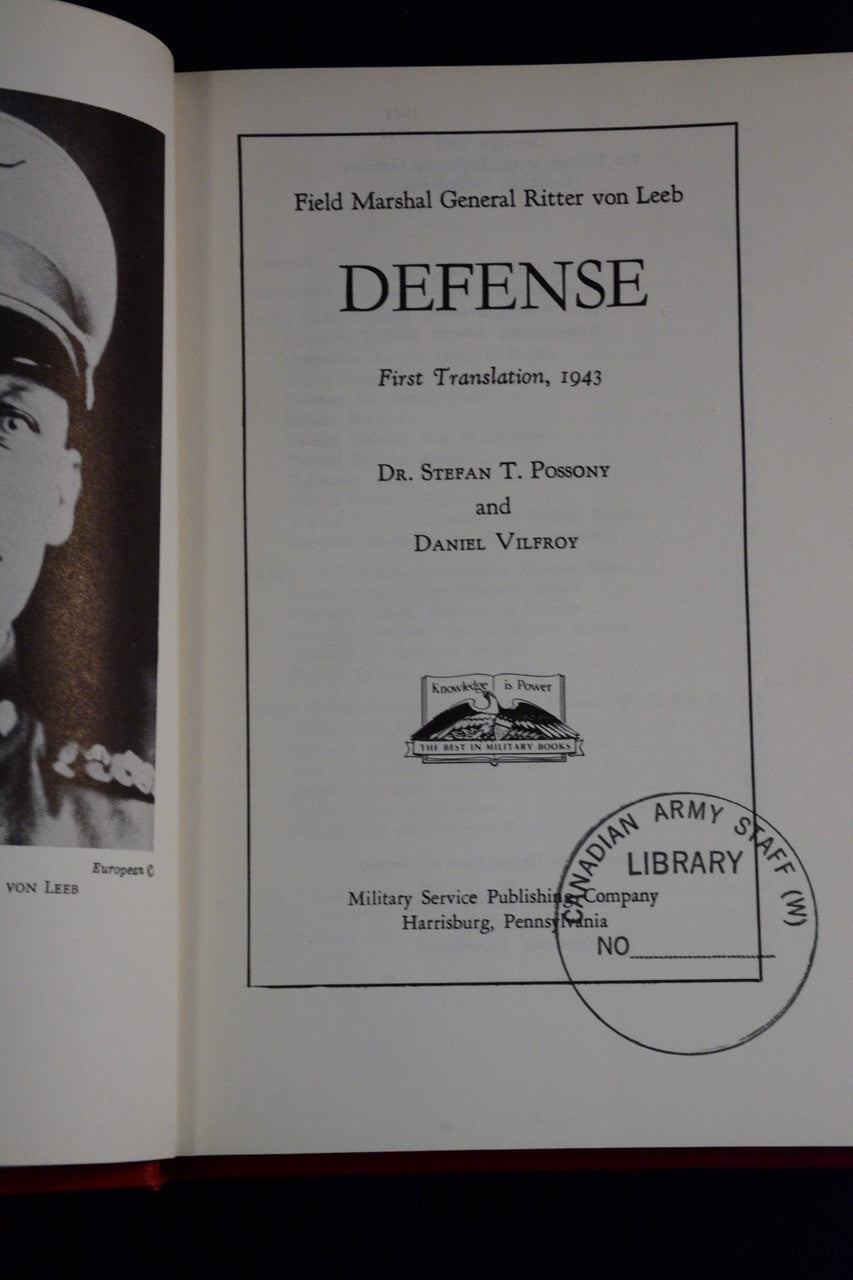 European ©
VON LEEB
Field Marshal General Ritter von Leeb
DEFENSE
First Translation, 1943
DR. STEFAN T. POSSONY
and
DANIEL VILFROY
Knowledge is Power
THE BEST IN MILITARY BOOKS
Military Service Publishing Company
Harrisburg, Pennsylvania
CANADIAN ARMY STAFF (W)
LIBRARY
NO